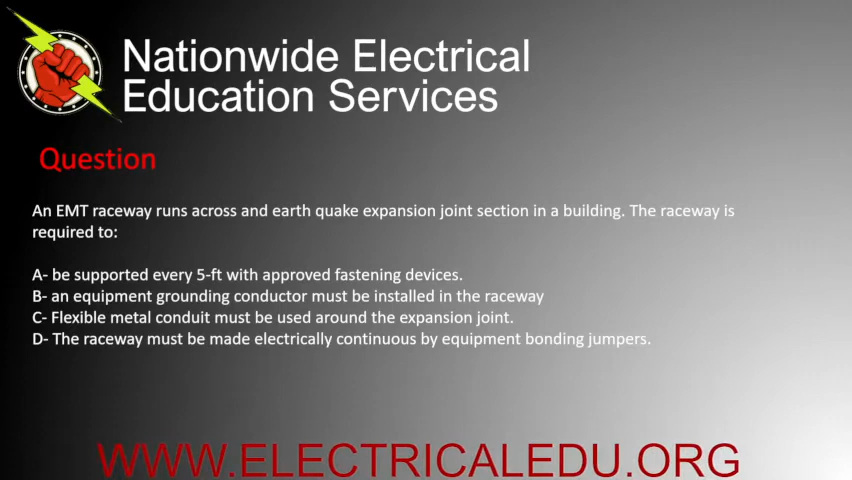 Nationwide Electrical
Education Services
Question
An EMT raceway runs across and earth quake expansion joint section in a building. The raceway is
required to:
A- be supported every 5-ft with approved fastening devices.
B- an equipment grounding conductor must be installed in the raceway
C- Flexible metal conduit must be used around the expansion joint.
D- The raceway must be made electrically continuous by equipment bonding jumpers.
WWW.ELECTRICALEDU.ORG